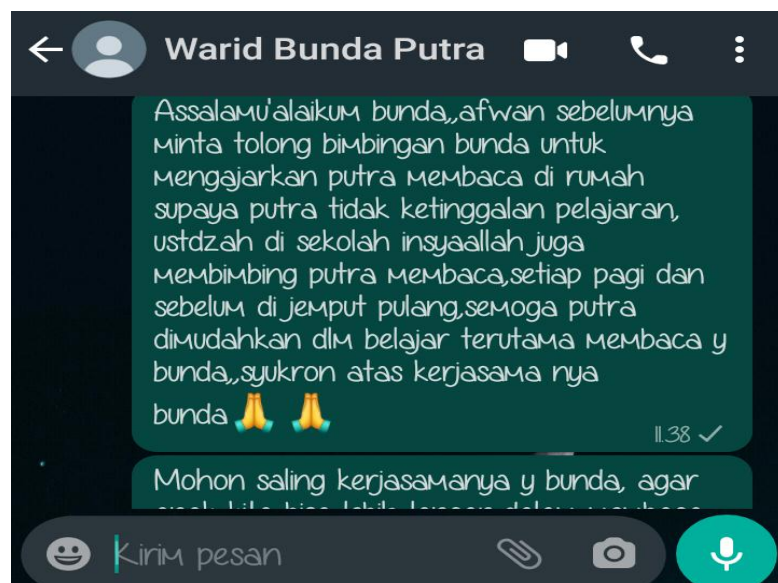 Warid Bunda Putra
Assalamu'alaikum bunda,,afwan sebelumnya
minta tolong bimbingan bunda untuk
mengajarkan putra membaca di rumah
supaya putra tidak ketinggalan pelajaran,
ustdzah di sekolah insyaallah juga
membimbing putra membaca,setiap pagi dan
sebelum di jemput pulang,semoga putra
dimudahkan dlm belajar terutama membaca y
bunda,,syukron atas kerjasama nya
bunda🙏 🙏
11.38
Mohon saling kerjasamanya y bunda, agar
Kirim pesan